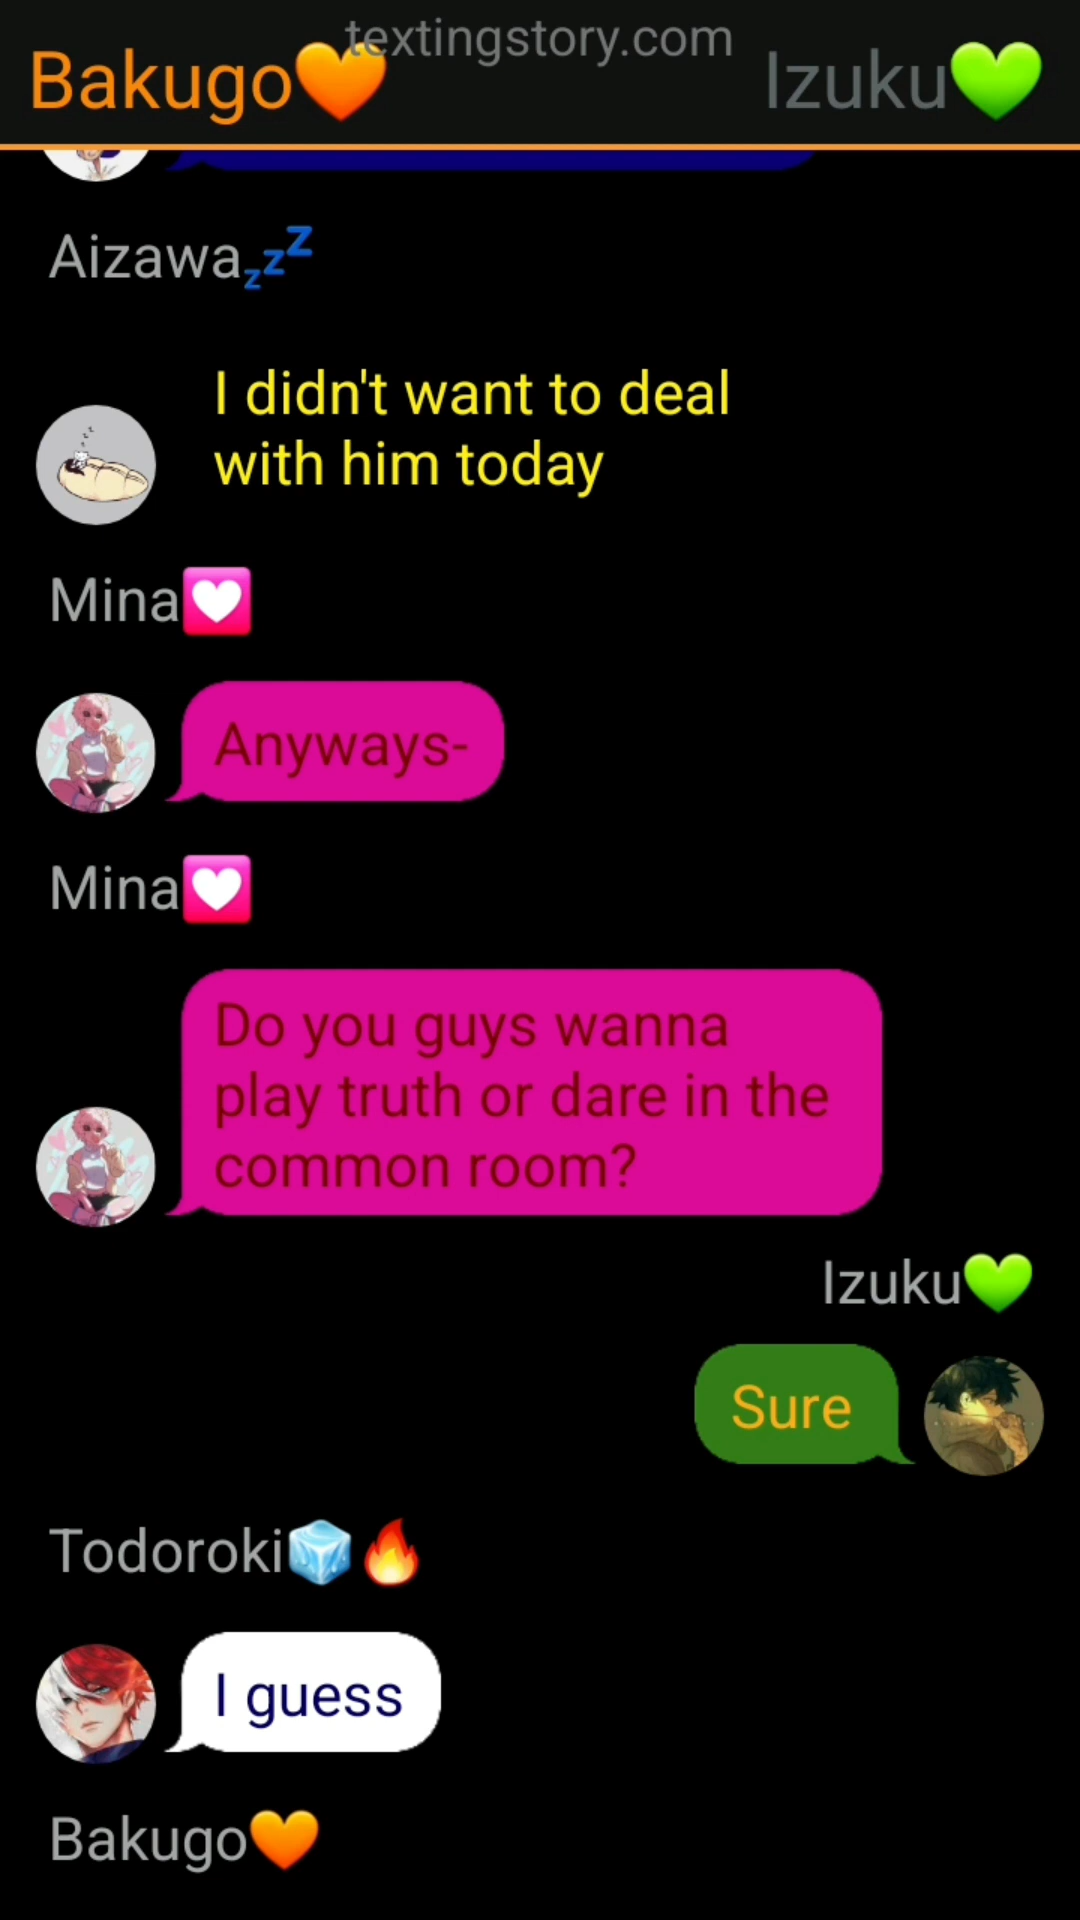 textingstory.com
Bakugo🧡 Izuku💚
Aizawa💤
I didn't want to deal
with him today
Mina💟
Anyways-
Mina💟
Do you guys wanna
play truth or dare in the
common room?
Izuku💚
Sure
Todoroki🧊🔥
I guess
Bakugo🧡